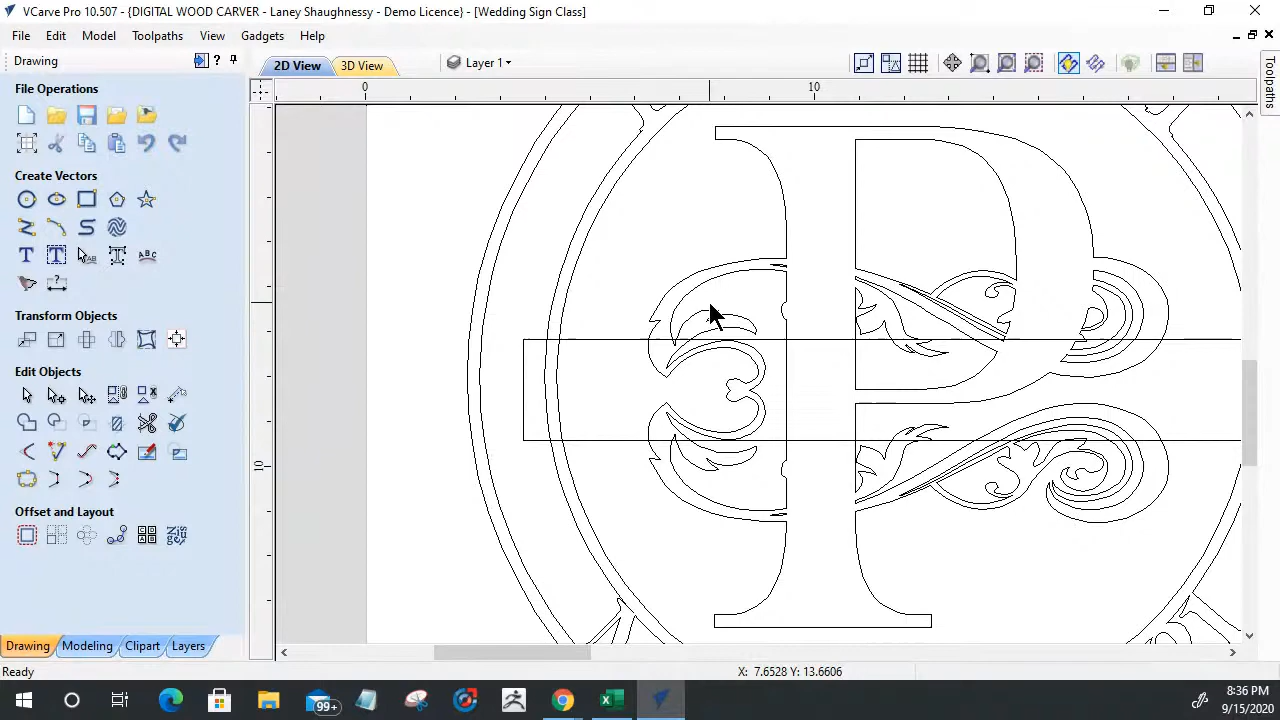 VCarve Pro 10.507 - {DIGITAL WOOD CARVER - Laney Shaughnessy - Demo Licence} - [Wedding Sign Class]
File Edit Model Toolpaths View Gadgets Help
Drawing
2D View
3D View
Layer 1
Toolpaths
File Operations
0
10
Create Vectors
T T T ABC
Transform Objects
Edit Objects
10
Offset and Layout
P
Drawing Modeling Clipart Layers
Ready
X: 7.6528 Y: 13.6606
99+
8:36 PM
9/15/2020